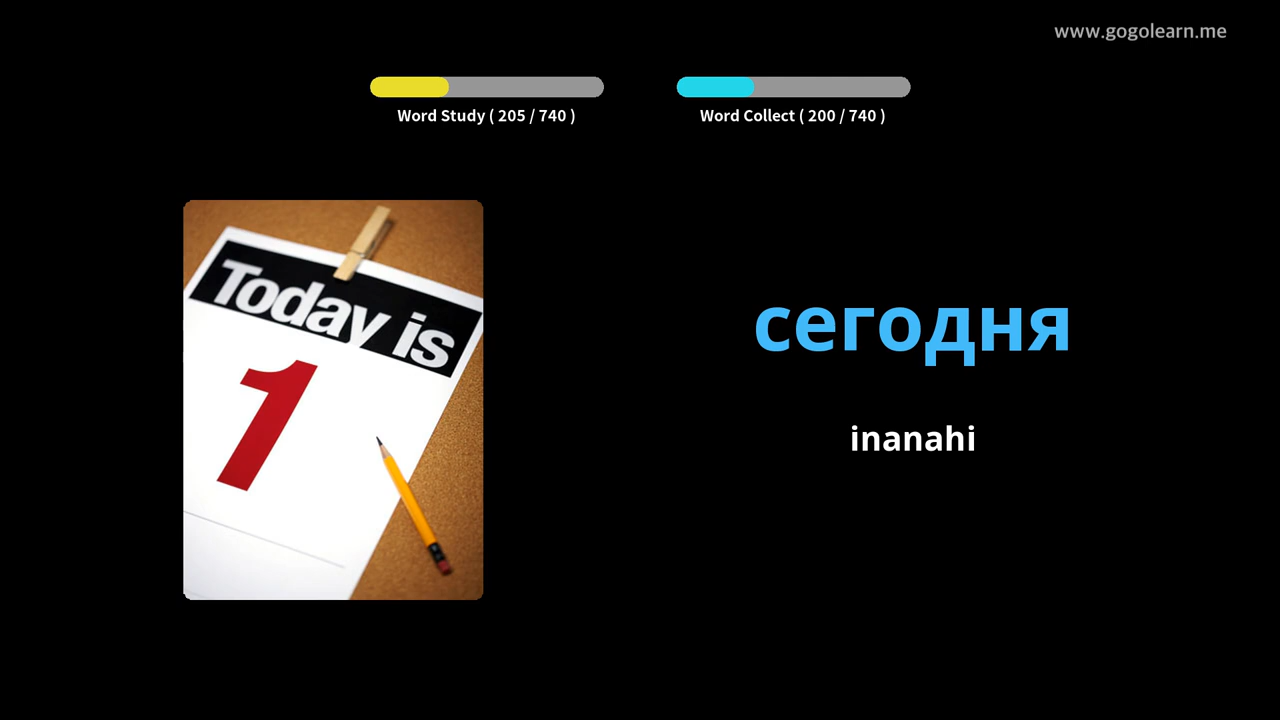 www.gogolearn.me
Word Study ( 205 / 740 )
Word Collect ( 200 / 740 )
Today is
1
сегодня
inanahi